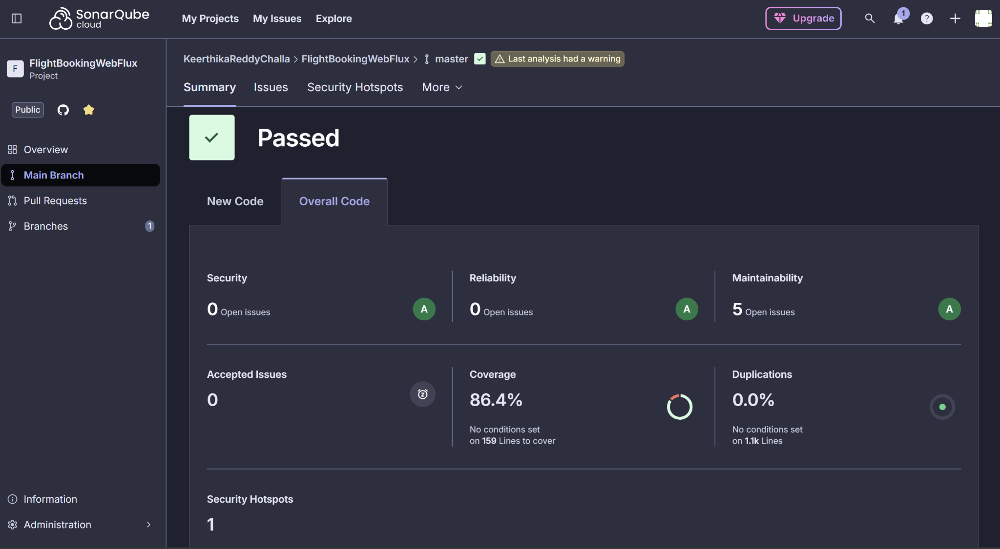 SonarQube
cloud
My Projects
My Issues
Explore
Upgrade
1
?
F
FlightBookingWebFlux
Project
Public
Overview
Main Branch
Pull Requests
Branches
1
Information
Administration
KeerthikaReddyChalla > FlightBookingWebFlux > master
Last analysis had a warning
Summary
Issues
Security Hotspots
More
Passed
New Code
Overall Code
Security
0 Open issues
A
Reliability
0 Open issues
A
Maintainability
5 Open issues
A
Accepted Issues
0
Coverage
86.4%
No conditions set
on 159 Lines to cover
Duplications
0.0%
No conditions set
on 1.1k Lines
Security Hotspots
1